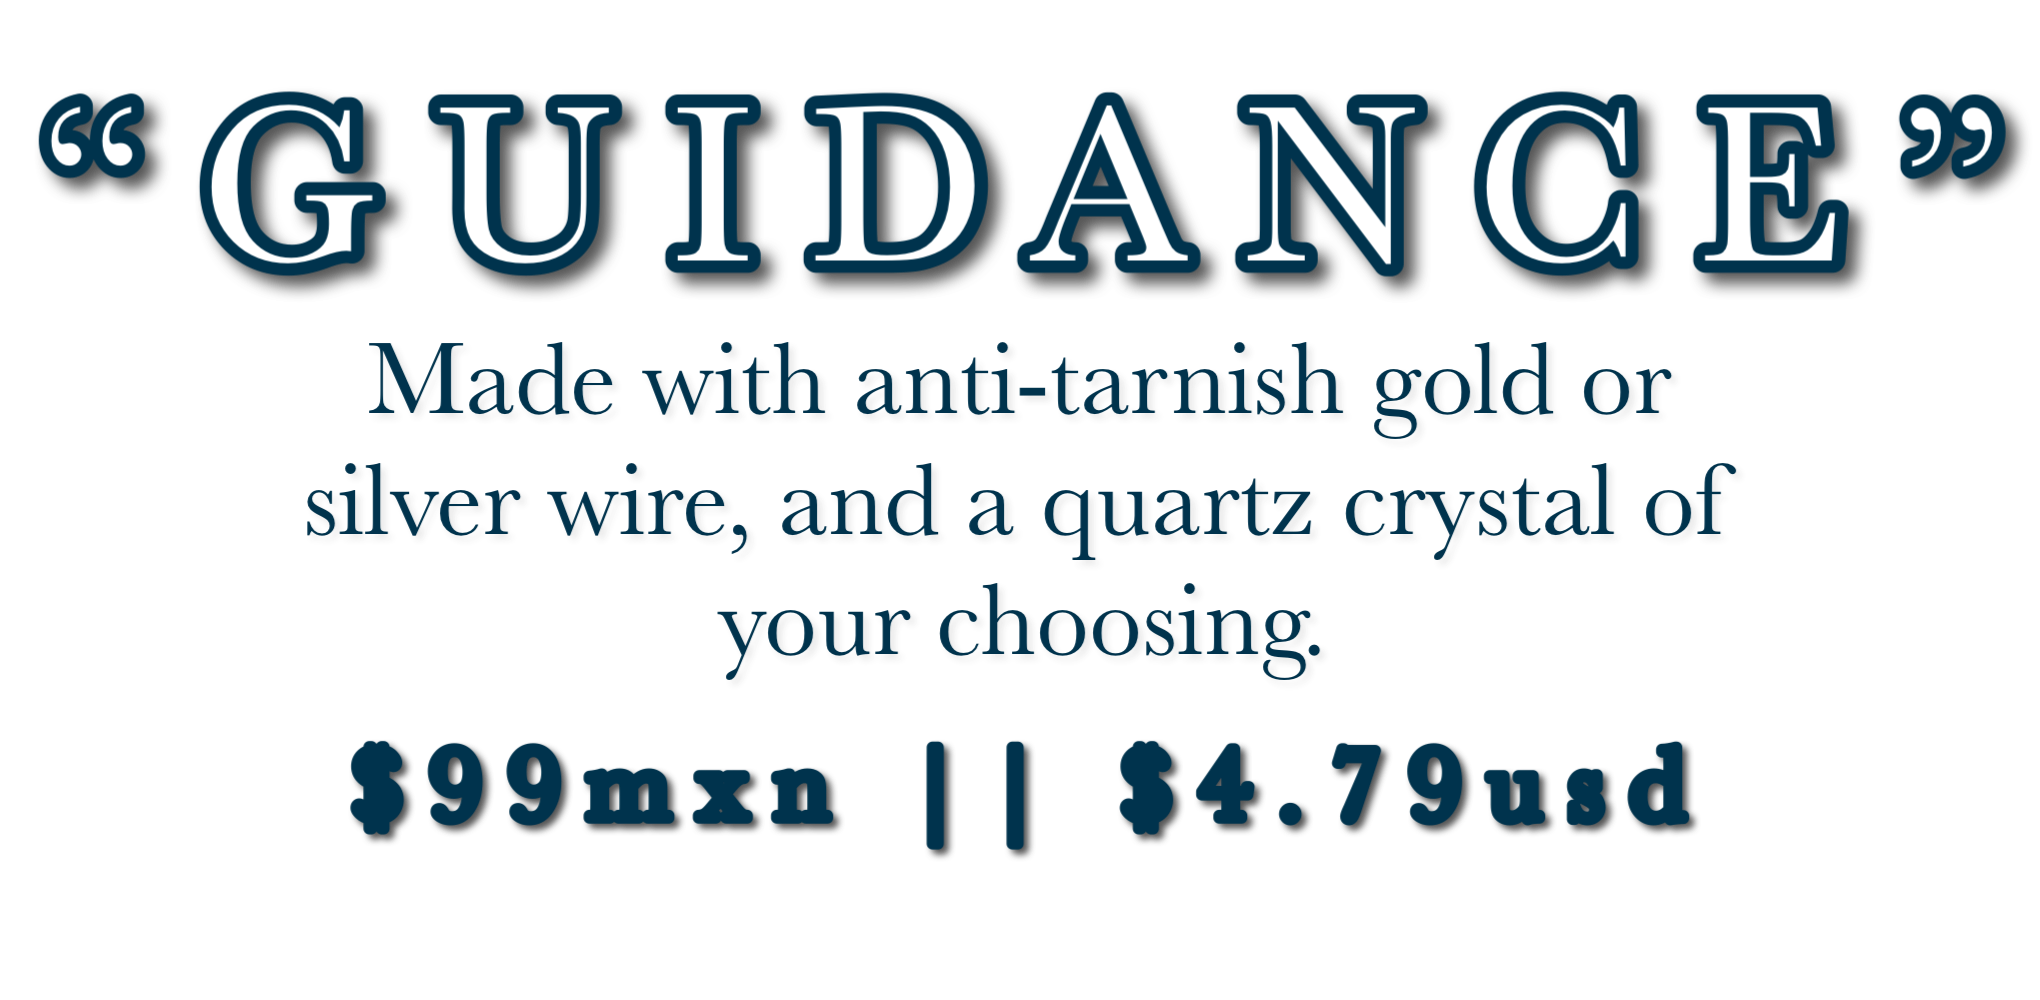 “GUIDANCE”
Made with anti-tarnish gold or
silver wire, and a quartz crystal of
your choosing.
$99mxn || $4.79usd